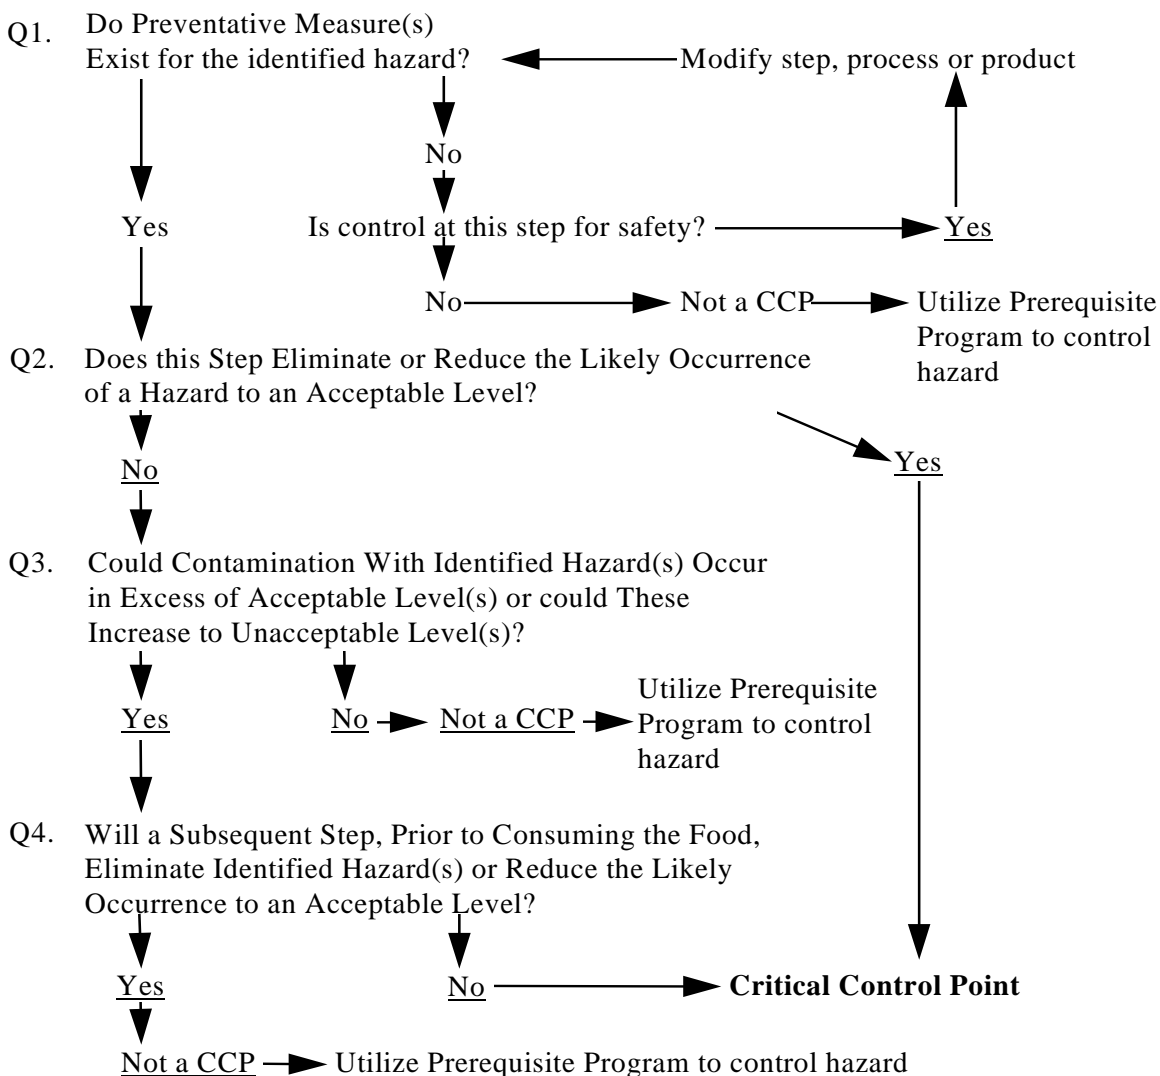 Q1. Do Preventative Measure(s)
Exist for the identified hazard?
Modify step, process or product
No
Yes
Is control at this step for safety?
Yes
No
Not a CCP
Utilize Prerequisite
Program to control
hazard
Q2. Does this Step Eliminate or Reduce the Likely Occurrence
of a Hazard to an Acceptable Level?
No
Yes
Q3. Could Contamination With Identified Hazard(s) Occur
in Excess of Acceptable Level(s) or could These
Increase to Unacceptable Level(s)?
Yes
No
Not a CCP
Utilize Prerequisite
Program to control
hazard
Q4. Will a Subsequent Step, Prior to Consuming the Food,
Eliminate Identified Hazard(s) or Reduce the Likely
Occurrence to an Acceptable Level?
Yes
No
Critical Control Point
Not a CCP
Utilize Prerequisite Program to control hazard